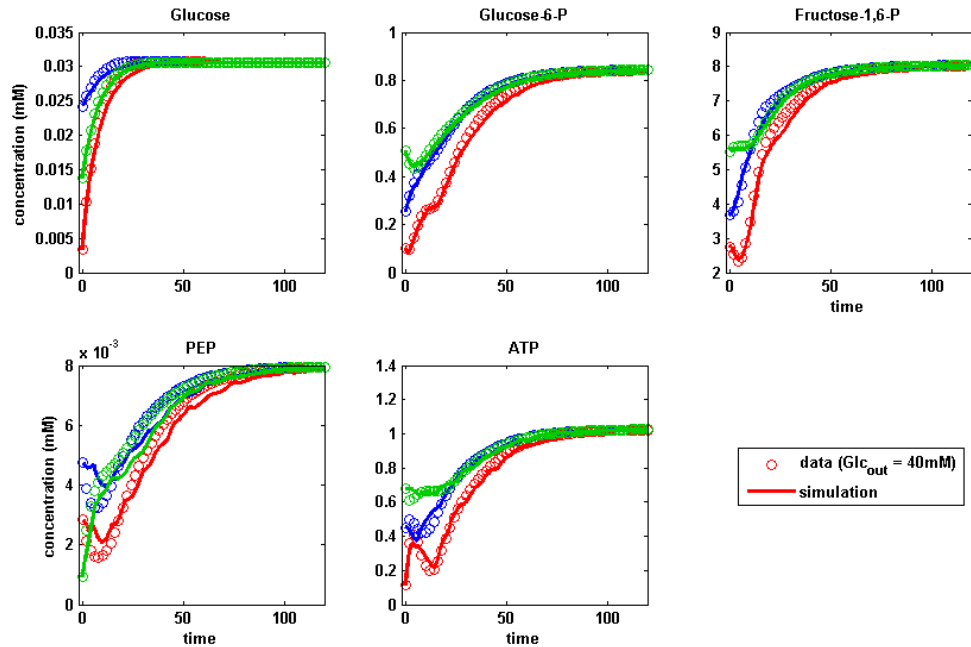 Glucose
Glucose-6-P
Fructose-1,6-P
concentration (mM)
0.035
0.03
0.025
0.02
0.015
0.01
0.005
0
0 50 100
time
1
0.8
0.6
0.4
0.2
0
0 50 100
time
9
8
7
6
5
4
3
2
0 50 100
time
PEP
ATP
x 10⁻³
concentration (mM)
8
6
4
2
0
0 50 100
time
1.4
1.2
1
0.8
0.6
0.4
0.2
0
0 50 100
time
data (Glc_out = 40mM)
simulation